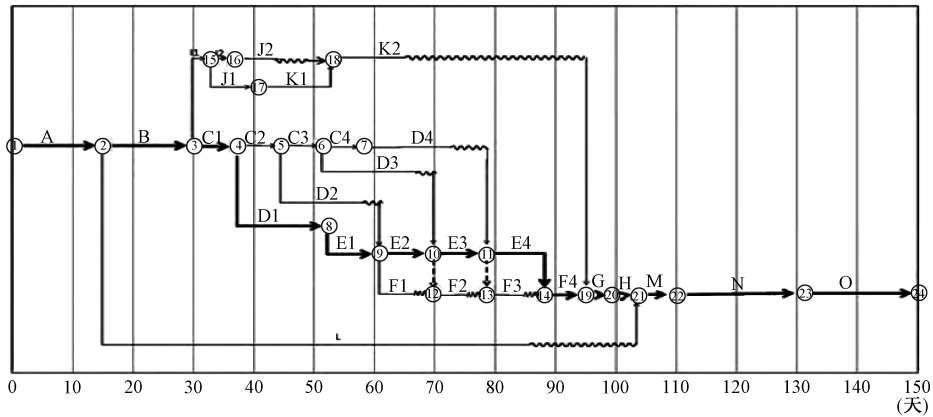 I2
⑮ ⑯ J2 ⑱ K2
J1 ⑰ K1
① A ② B ③ C1 ④ C2 ⑤ C3 ⑥ C4 ⑦ D4
D3
D2
D1 ⑧
E1 ⑨ E2 ⑩ E3 ⑪ E4
F1 ⑫ F2 ⑬ F3 ⑭ F4 ⑲ G ⑳ H ㉑ M ㉒ N ㉓ O ㉔
L
0 10 20 30 40 50 60 70 80 90 100 110 120 130 140 150
(天)